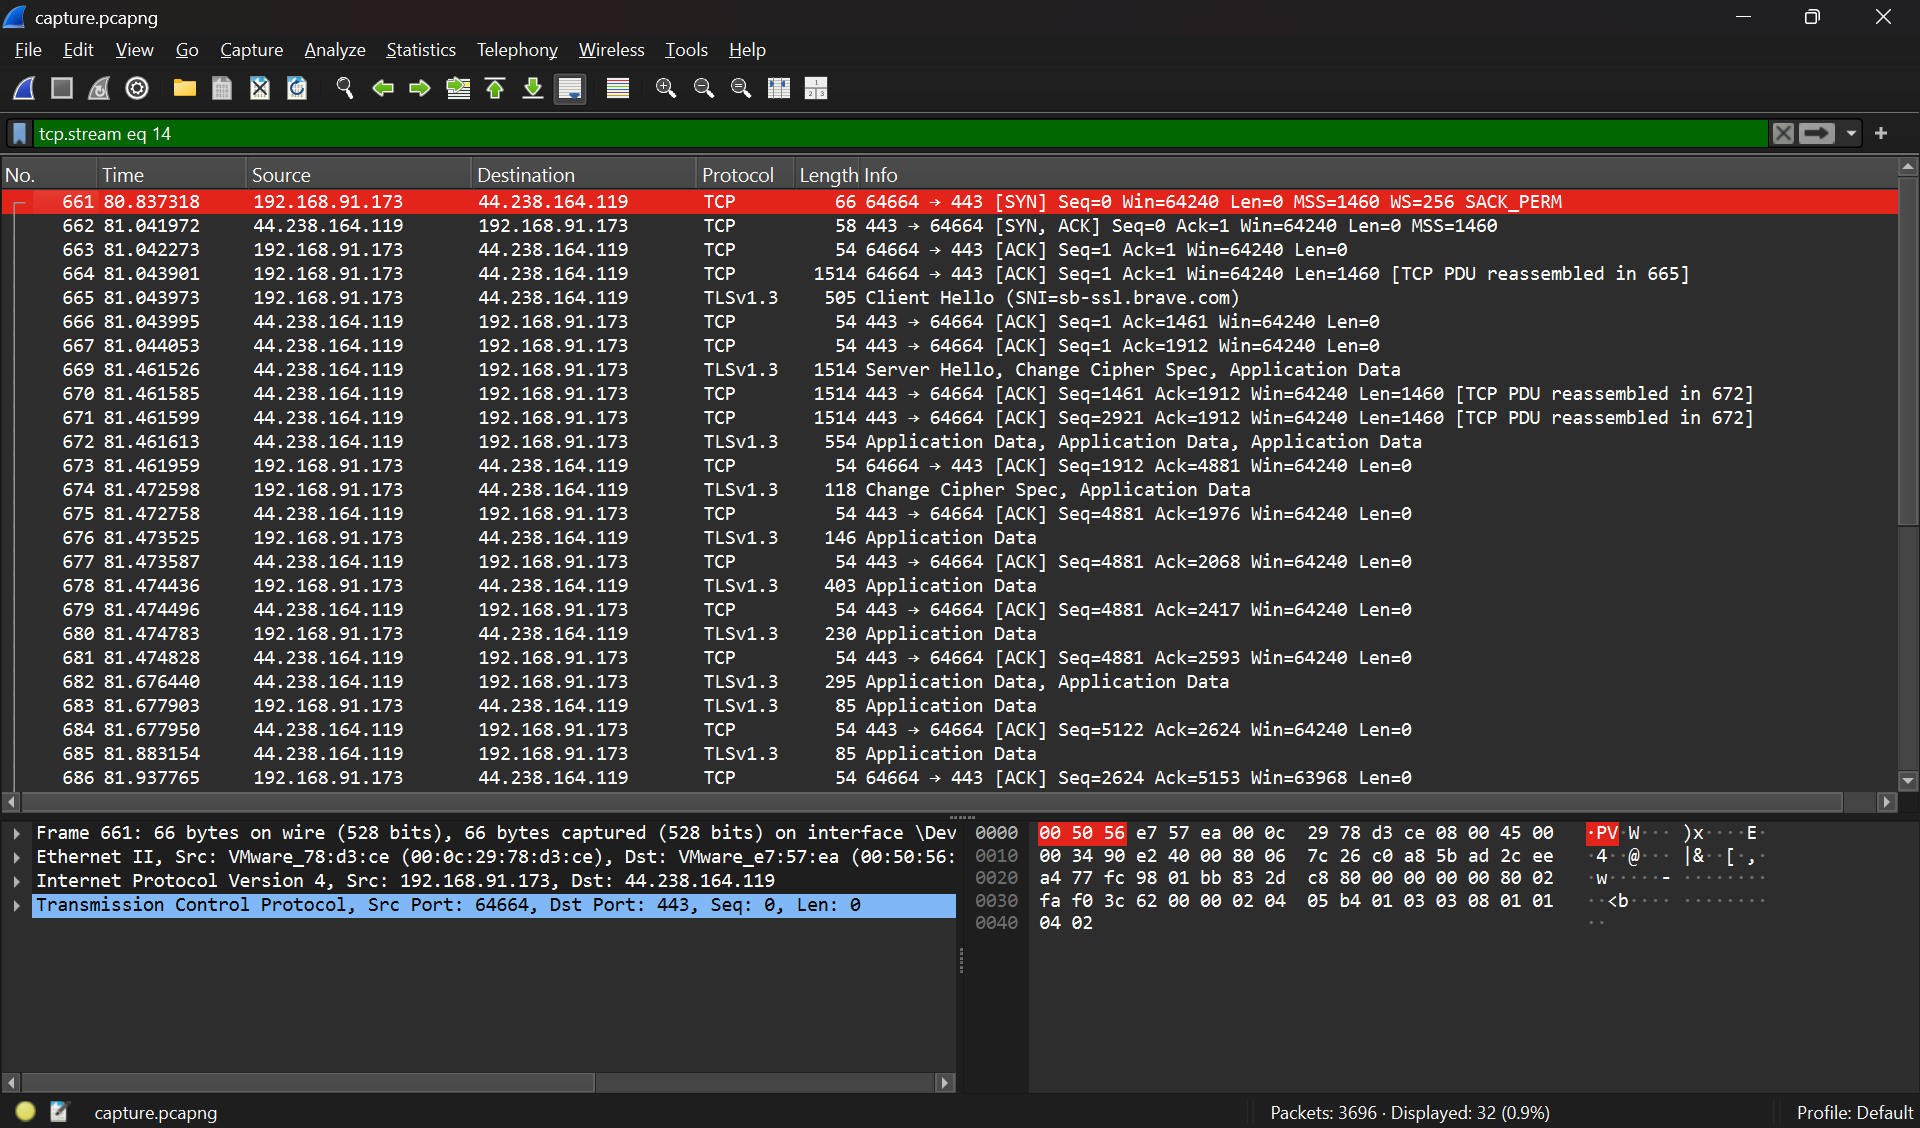 capture.pcapng
File Edit View Go Capture Analyze Statistics Telephony Wireless Tools Help
tcp.stream eq 14
No. Time Source Destination Protocol Length Info
661 80.837318 192.168.91.173 44.238.164.119 TCP 66 64664 → 443 [SYN] Seq=0 Win=64240 Len=0 MSS=1460 WS=256 SACK_PERM
662 81.041972 44.238.164.119 192.168.91.173 TCP 58 443 → 64664 [SYN, ACK] Seq=0 Ack=1 Win=64240 Len=0 MSS=1460
663 81.042273 192.168.91.173 44.238.164.119 TCP 54 64664 → 443 [ACK] Seq=1 Ack=1 Win=64240 Len=0
664 81.043901 192.168.91.173 44.238.164.119 TCP 1514 64664 → 443 [ACK] Seq=1 Ack=1 Win=64240 Len=1460 [TCP PDU reassembled in 665]
665 81.043973 192.168.91.173 44.238.164.119 TLSv1.3 505 Client Hello (SNI=sb-ssl.brave.com)
666 81.043995 44.238.164.119 192.168.91.173 TCP 54 443 → 64664 [ACK] Seq=1 Ack=1461 Win=64240 Len=0
667 81.044053 44.238.164.119 192.168.91.173 TCP 54 443 → 64664 [ACK] Seq=1 Ack=1912 Win=64240 Len=0
669 81.461526 44.238.164.119 192.168.91.173 TLSv1.3 1514 Server Hello, Change Cipher Spec, Application Data
670 81.461585 44.238.164.119 192.168.91.173 TCP 1514 443 → 64664 [ACK] Seq=1461 Ack=1912 Win=64240 Len=1460 [TCP PDU reassembled in 672]
671 81.461599 44.238.164.119 192.168.91.173 TCP 1514 443 → 64664 [ACK] Seq=2921 Ack=1912 Win=64240 Len=1460 [TCP PDU reassembled in 672]
672 81.461613 44.238.164.119 192.168.91.173 TLSv1.3 554 Application Data, Application Data, Application Data
673 81.461959 192.168.91.173 44.238.164.119 TCP 54 64664 → 443 [ACK] Seq=1912 Ack=4881 Win=64240 Len=0
674 81.472598 192.168.91.173 44.238.164.119 TLSv1.3 118 Change Cipher Spec, Application Data
675 81.472758 44.238.164.119 192.168.91.173 TCP 54 443 → 64664 [ACK] Seq=4881 Ack=1976 Win=64240 Len=0
676 81.473525 192.168.91.173 44.238.164.119 TLSv1.3 146 Application Data
677 81.473587 44.238.164.119 192.168.91.173 TCP 54 443 → 64664 [ACK] Seq=4881 Ack=2068 Win=64240 Len=0
678 81.474436 192.168.91.173 44.238.164.119 TLSv1.3 403 Application Data
679 81.474496 44.238.164.119 192.168.91.173 TCP 54 443 → 64664 [ACK] Seq=4881 Ack=2417 Win=64240 Len=0
680 81.474783 192.168.91.173 44.238.164.119 TLSv1.3 230 Application Data
681 81.474828 44.238.164.119 192.168.91.173 TCP 54 443 → 64664 [ACK] Seq=4881 Ack=2593 Win=64240 Len=0
682 81.676440 44.238.164.119 192.168.91.173 TLSv1.3 295 Application Data, Application Data
683 81.677903 192.168.91.173 44.238.164.119 TLSv1.3 85 Application Data
684 81.677950 44.238.164.119 192.168.91.173 TCP 54 443 → 64664 [ACK] Seq=5122 Ack=2624 Win=64240 Len=0
685 81.883154 44.238.164.119 192.168.91.173 TLSv1.3 85 Application Data
686 81.937765 192.168.91.173 44.238.164.119 TCP 54 64664 → 443 [ACK] Seq=2624 Ack=5153 Win=63968 Len=0
Frame 661: 66 bytes on wire (528 bits), 66 bytes captured (528 bits) on interface \Dev
Ethernet II, Src: VMware_78:d3:ce (00:0c:29:78:d3:ce), Dst: VMware_e7:57:ea (00:50:56:
Internet Protocol Version 4, Src: 192.168.91.173, Dst: 44.238.164.119
Transmission Control Protocol, Src Port: 64664, Dst Port: 443, Seq: 0, Len: 0
0000 00 50 56 e7 57 ea 00 0c 29 78 d3 ce 08 00 45 00 ·PV·W··· )x····E·
0010 00 34 90 e2 40 00 80 06 7c 26 c0 a8 5b ad 2c ee ·4··@··· |&··[·,·
0020 a4 77 fc 98 01 bb 83 2d c8 80 00 00 00 00 80 02 ·w·····- ········
0030 fa f0 3c 62 00 00 02 04 05 b4 01 03 03 08 01 01 ··<b···· ········
0040 04 02 ··
capture.pcapng
Packets: 3696 · Displayed: 32 (0.9%)
Profile: Default